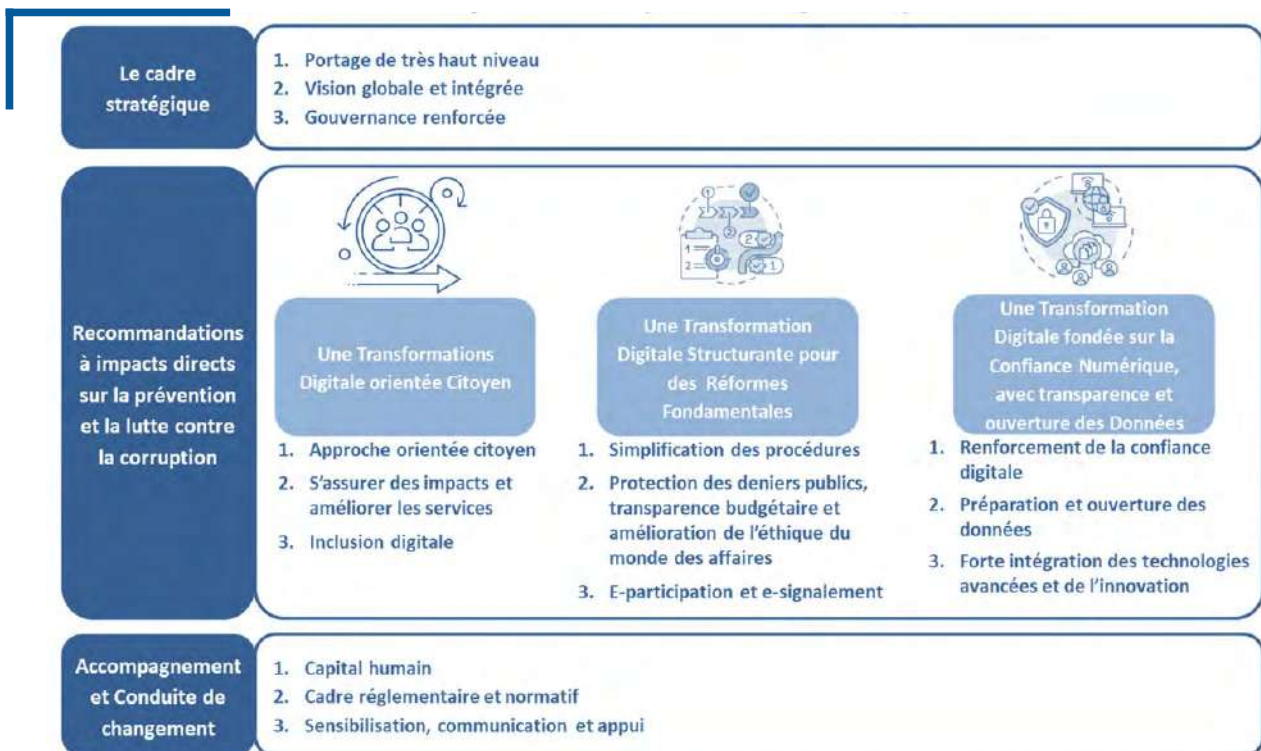 Le cadre
stratégique
1. Portage de très haut niveau
2. Vision globale et intégrée
3. Gouvernance renforcée
Recommandations
à impacts directs
sur la prévention
et la lutte contre
la corruption
Une Transformations
Digitale orientée Citoyen
1. Approche orientée citoyen
2. S'assurer des impacts et
améliorer les services
3. Inclusion digitale
Une Transformation
Digitale Structurante pour
des Réformes
Fondamentales
1. Simplification des procédures
2. Protection des deniers publics,
transparence budgétaire et
amélioration de l'éthique du
monde des affaires
3. E-participation et e-signalement
Une Transformation
Digitale fondée sur la
Confiance Numérique,
avec transparence et
ouverture des Données
1. Renforcement de la confiance
digitale
2. Préparation et ouverture des
données
3. Forte intégration des technologies
avancées et de l'innovation
Accompagnement
et Conduite de
changement
1. Capital humain
2. Cadre réglementaire et normatif
3. Sensibilisation, communication et appui